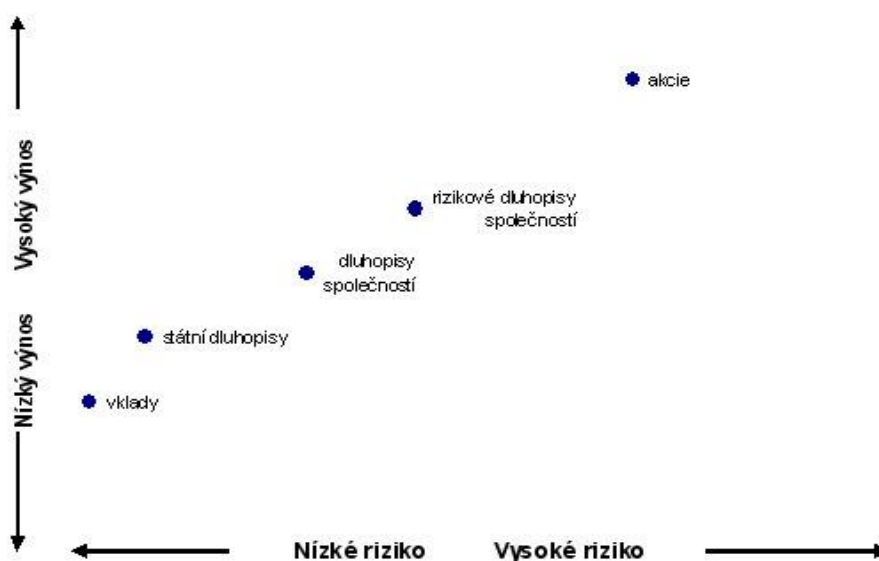 akcie
Vysoký výnos
rizikové dluhopisy
společností
dluhopisy
společností
státní dluhopisy
Nízký výnos
vklady
Nízké riziko
Vysoké riziko